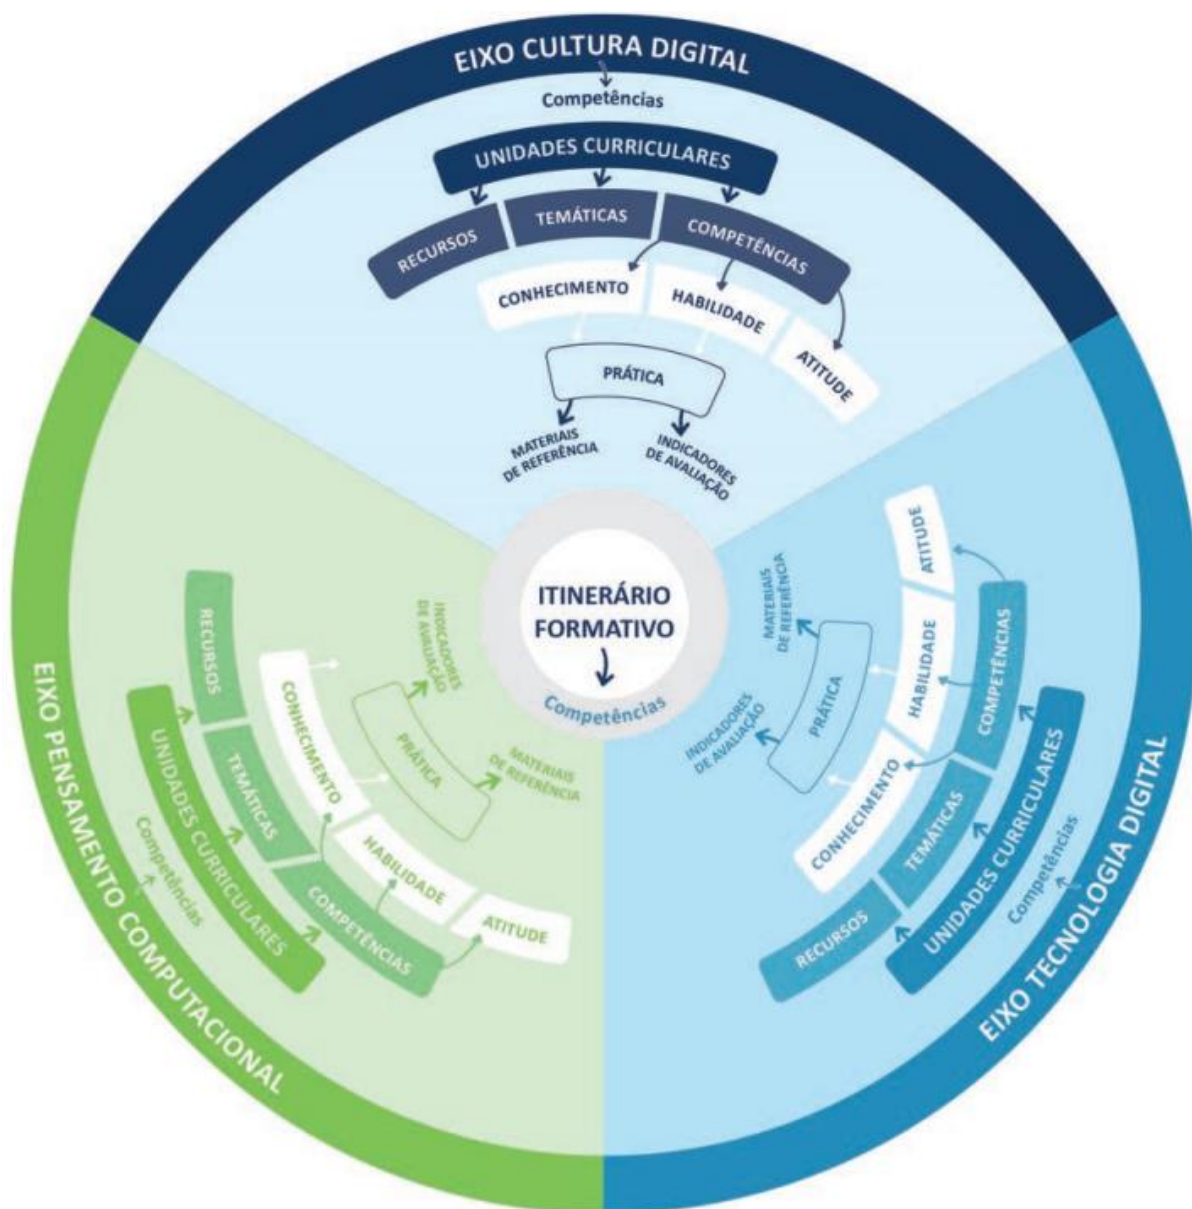 EIXO CULTURA DIGITAL
Competências
UNIDADES CURRICULARES
RECURSOS
TEMÁTICAS
COMPETÊNCIAS
CONHECIMENTO
HABILIDADE
ATITUDE
PRÁTICA
MATERIAIS
DE REFERÊNCIA
INDICADORES
DE AVALIAÇÃO
ITINERÁRIO
FORMATIVO
Competências
EIXO TECNOLOGIA DIGITAL
Competências
UNIDADES CURRICULARES
RECURSOS
TEMÁTICAS
COMPETÊNCIAS
CONHECIMENTO
HABILIDADE
ATITUDE
PRÁTICA
MATERIAIS
DE REFERÊNCIA
INDICADORES
DE AVALIAÇÃO
EIXO PENSAMENTO COMPUTACIONAL
Competências
UNIDADES CURRICULARES
RECURSOS
TEMÁTICAS
COMPETÊNCIAS
CONHECIMENTO
HABILIDADE
ATITUDE
PRÁTICA
INDICADORES
DE AVALUAÇÃO
MATERIAIS
DE REFERÊNCIA